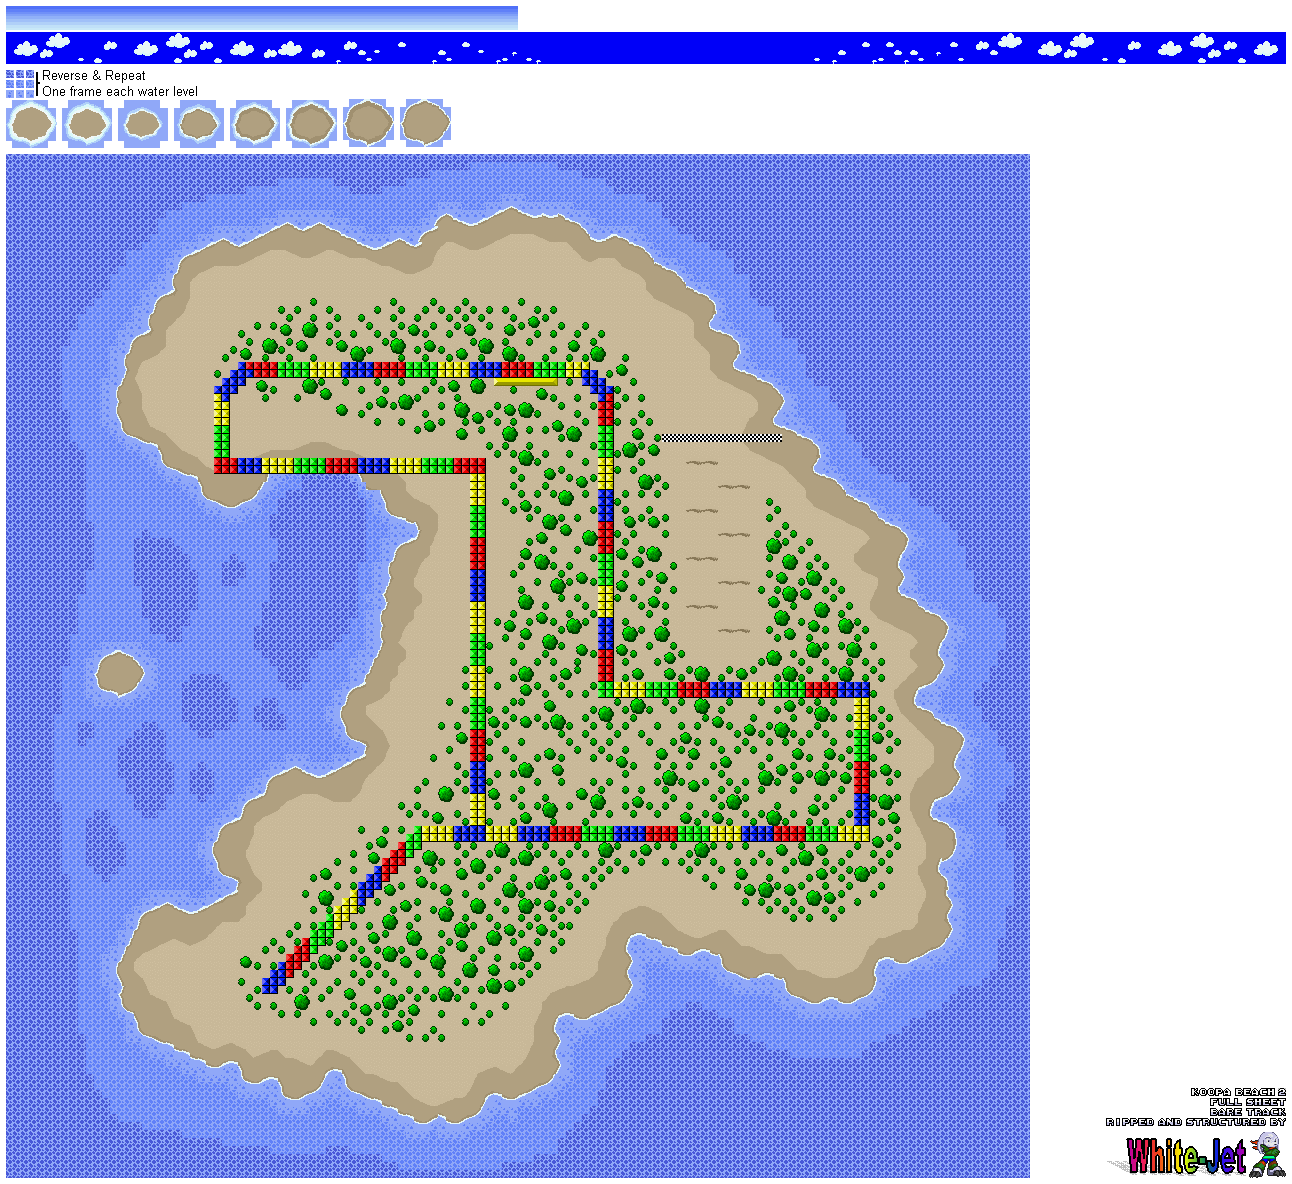 Reverse & Repeat
One frame each water level
KOOPA BEACH 2
FULL SHEET
BARE TRACK
RIPPED AND STRUCTURED BY
White-Jet